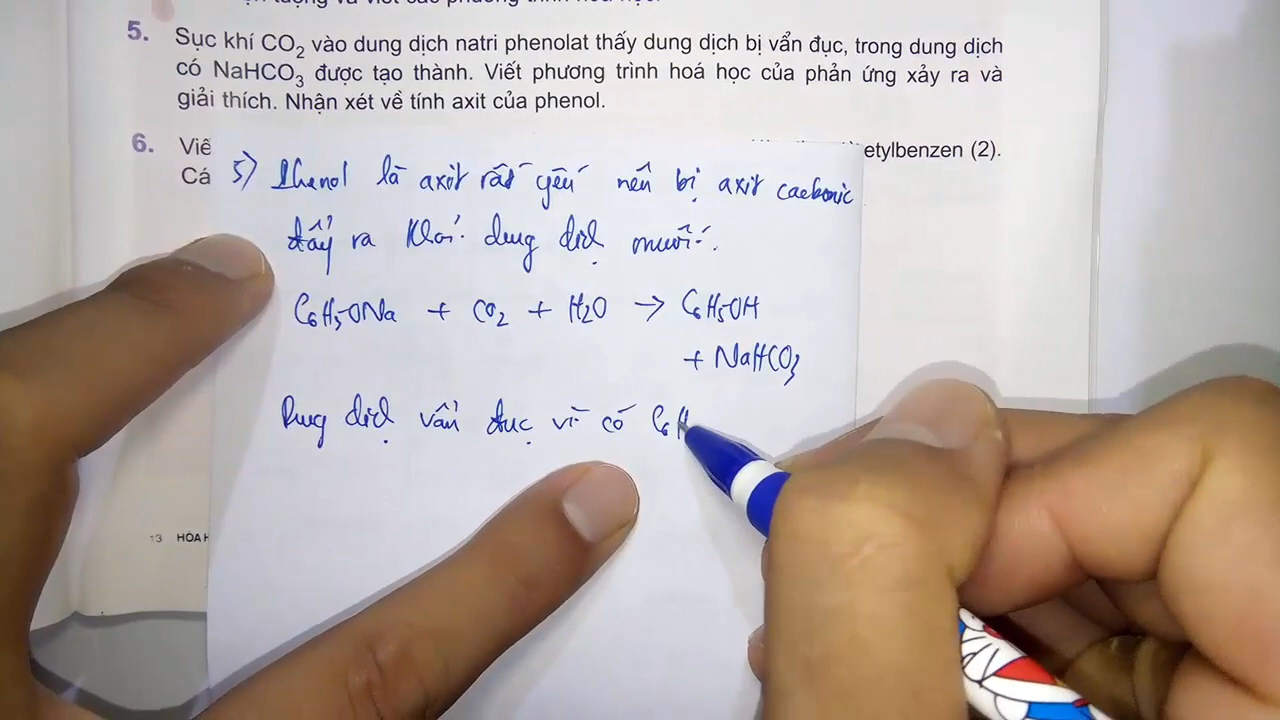 5. Sục khí CO₂ vào dung dịch natri phenolat thấy dung dịch bị vẩn đục, trong dung dịch
có NaHCO₃ được tạo thành. Viết phương trình hoá học của phản ứng xảy ra và
giải thích. Nhận xét về tính axit của phenol.
6. Viế
etylbenzen (2).
Cá
5) Phenol là axit rất yếu nên bị axit cacbonic
đẩy ra khỏi dung dịch muối.
C6H5ONa + CO2 + H2O → C6H5OH
+ NaHCO3
Dung dịch vẩn đục vì có C6H
13 HÓA H